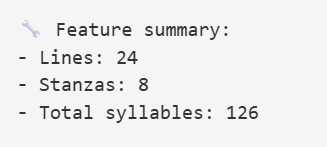 🔧 Feature summary:
- Lines: 24
- Stanzas: 8
- Total syllables: 126